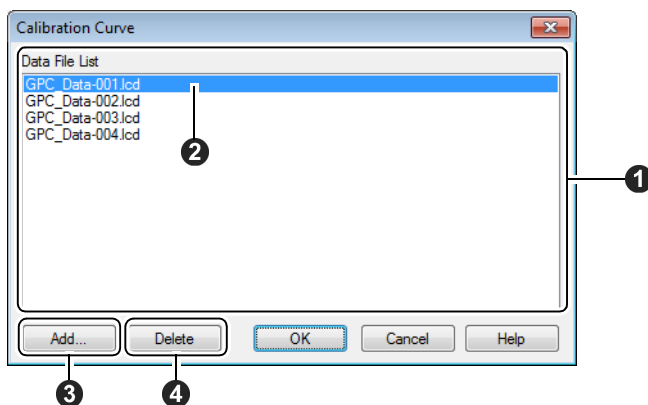 Calibration Curve
Data File List
GPC_Data-001.lcd
GPC_Data-002.lcd
GPC_Data-003.lcd
GPC_Data-004.lcd
2
1
Add... Delete OK Cancel Help
3 4